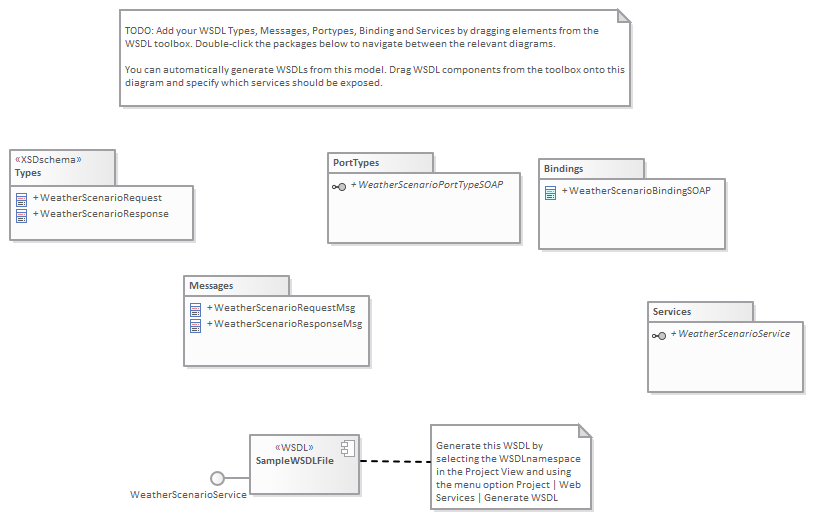 TODO: Add your WSDL Types, Messages, Portypes, Binding and Services by dragging elements from the
WSDL toolbox. Double-click the packages below to navigate between the relevant diagrams.
You can automatically generate WSDLs from this model. Drag WSDL components from the toolbox onto this
diagram and specify which services should be exposed.
«XSDschema»
Types
+ WeatherScenarioRequest
+ WeatherScenarioResponse
PortTypes
+ WeatherScenarioPortTypeSOAP
Bindings
+ WeatherScenarioBindingSOAP
Messages
+ WeatherScenarioRequestMsg
+ WeatherScenarioResponseMsg
Services
+ WeatherScenarioService
«WSDL»
SampleWSDLFile
WeatherScenarioService
Generate this WSDL by
selecting the WSDLnamespace
in the Project View and using
the menu option Project | Web
Services | Generate WSDL